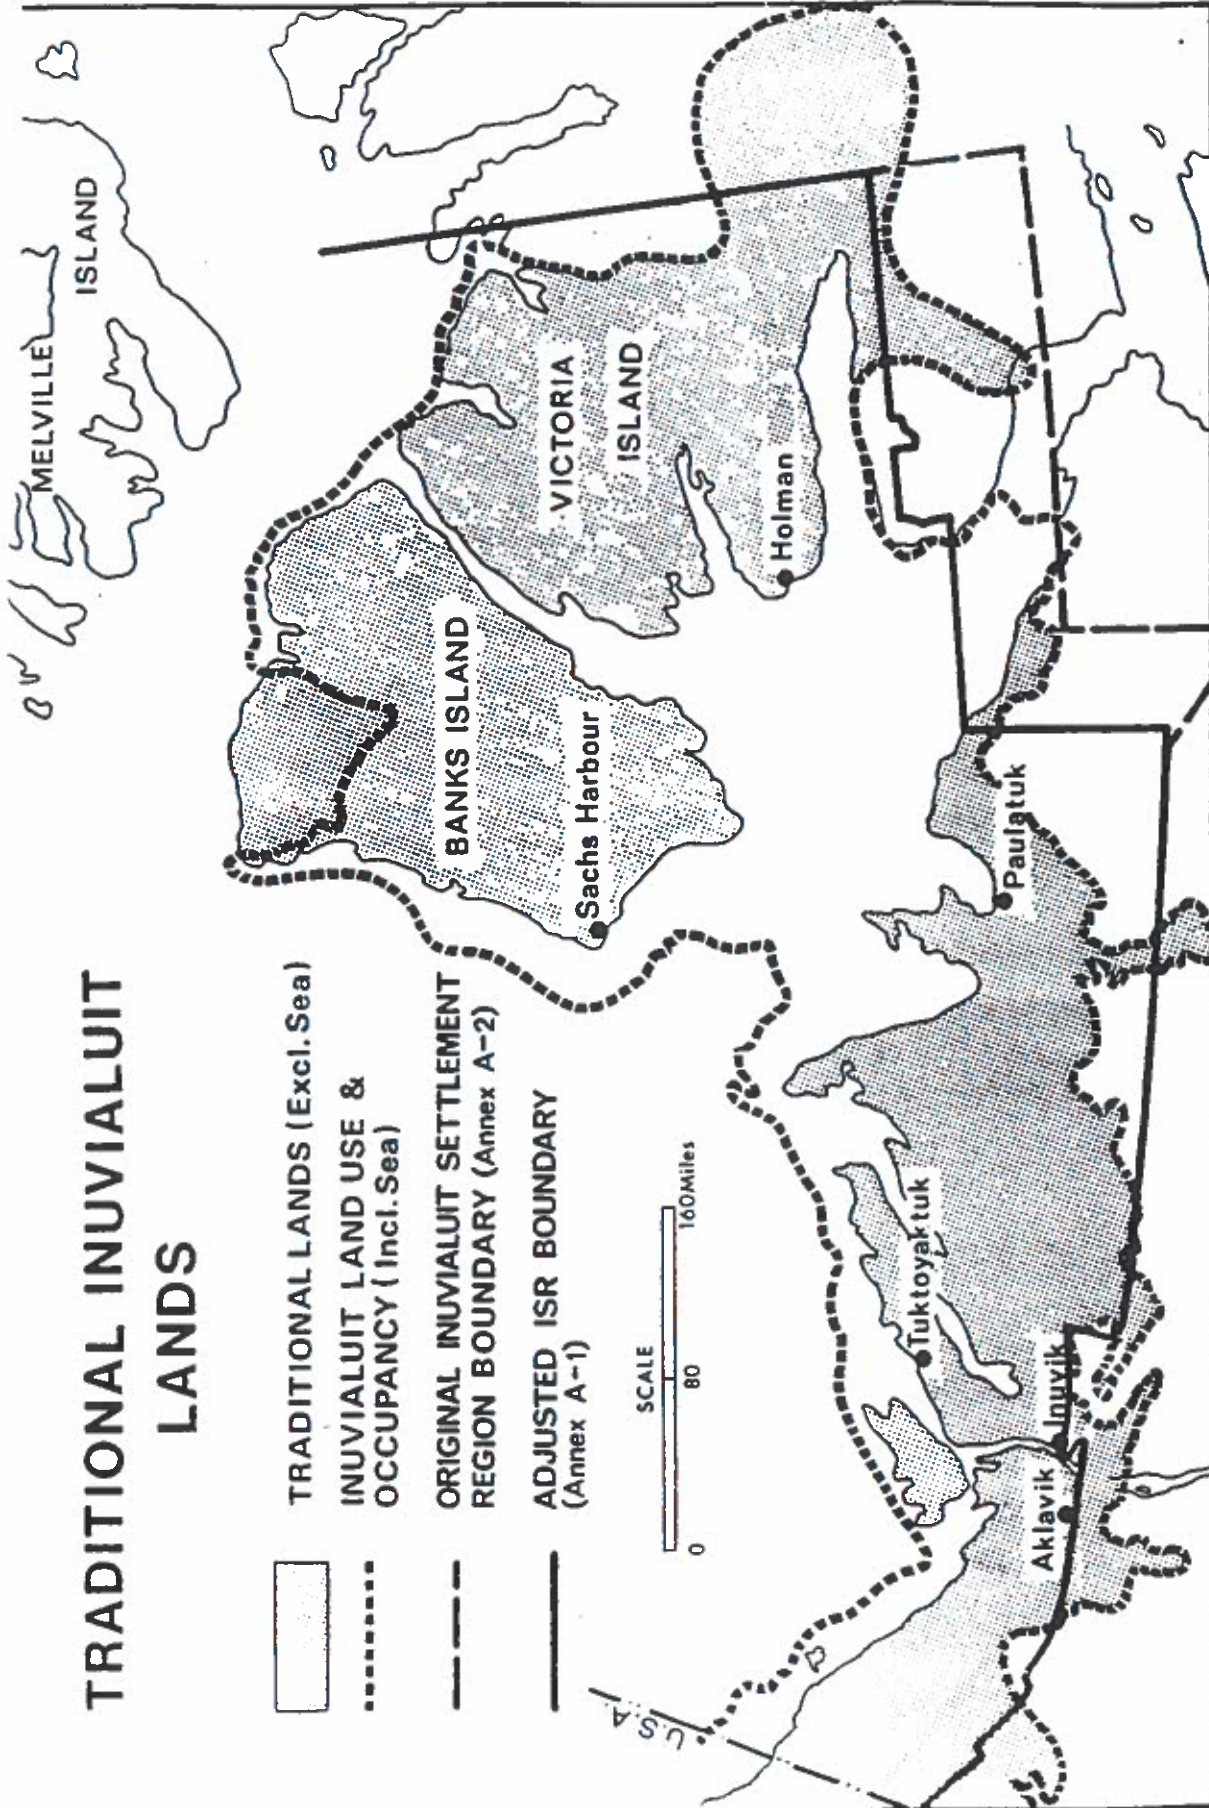 TRADITIONAL INUVIALUIT
LANDS
TRADITIONAL LANDS (Excl.Sea)
INUVIALUIT LAND USE &
OCCUPANCY (Incl.Sea)
ORIGINAL INUVIALUIT SETTLEMENT
REGION BOUNDARY (Annex A-2)
ADJUSTED ISR BOUNDARY
(Annex A-1)
SCALE
0 80 160Miles
U.S.A.
MELVILLE
ISLAND
BANKS ISLAND
Sachs Harbour
VICTORIA
ISLAND
Holman
Paulatuk
Tuktoyaktuk
Inuvik
Aklavik